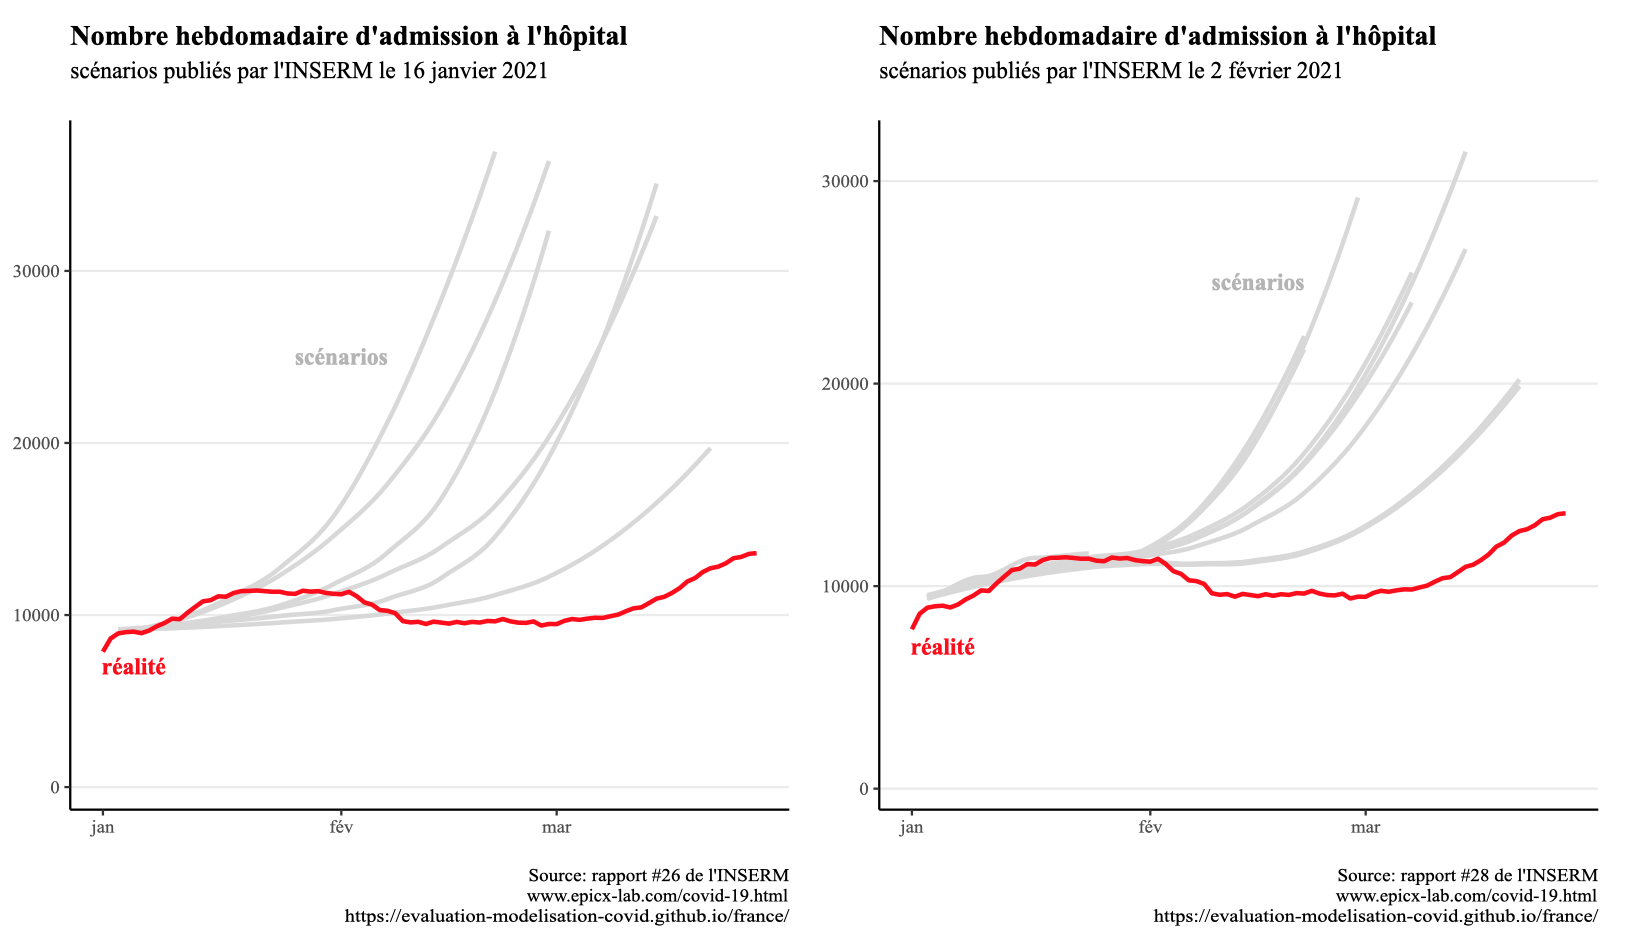 Nombre hebdomadaire d'admission à l'hôpital
scénarios publiés par l'INSERM le 16 janvier 2021
30000
scénarios
20000
10000
réalité
0
jan
fév
mar
Source: rapport #26 de l'INSERM
www.epicx-lab.com/covid-19.html
https://evaluation-modelisation-covid.github.io/france/
Nombre hebdomadaire d'admission à l'hôpital
scénarios publiés par l'INSERM le 2 février 2021
30000
scénarios
20000
10000
réalité
0
jan
fév
mar
Source: rapport #28 de l'INSERM
www.epicx-lab.com/covid-19.html
https://evaluation-modelisation-covid.github.io/france/